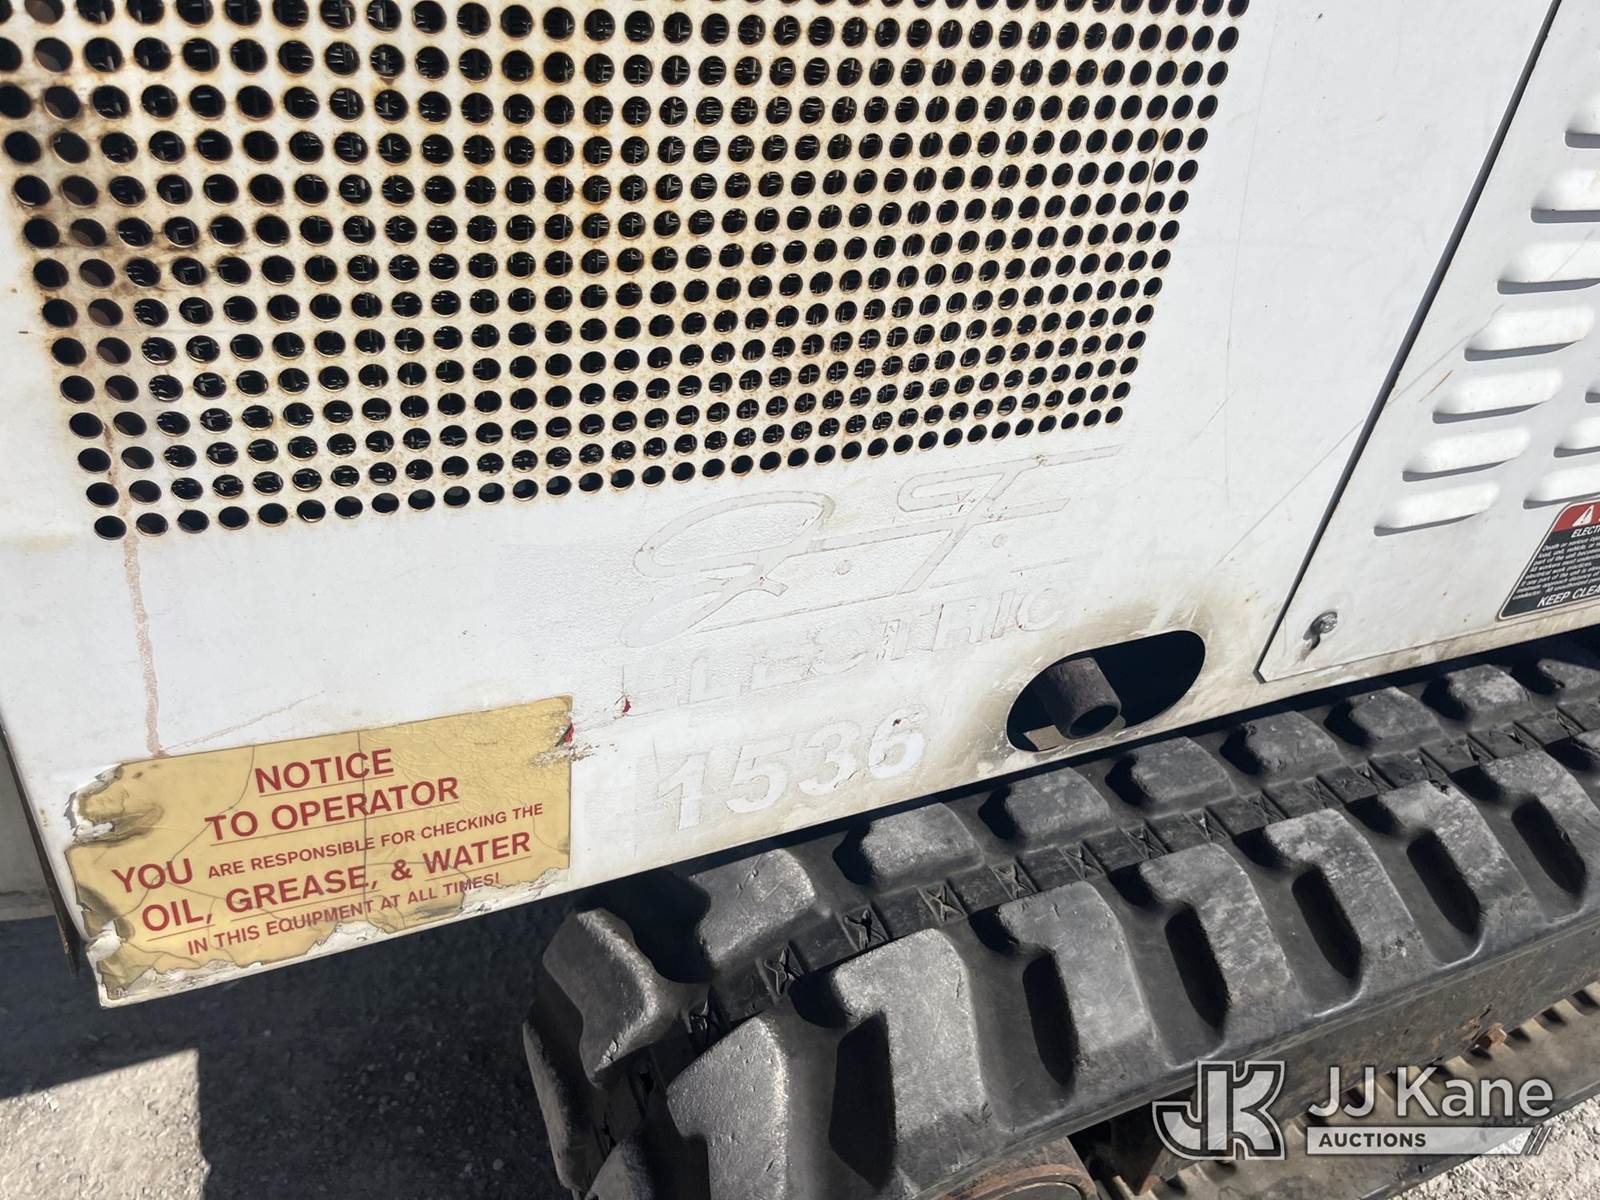 ELECTRIC
1536
NOTICE
TO OPERATOR
YOU ARE RESPONSIBLE FOR CHECKING THE
OIL, GREASE, & WATER
IN THIS EQUIPMENT AT ALL TIMES!
KEEP CLEA
JK JJ Kane
AUCTIONS